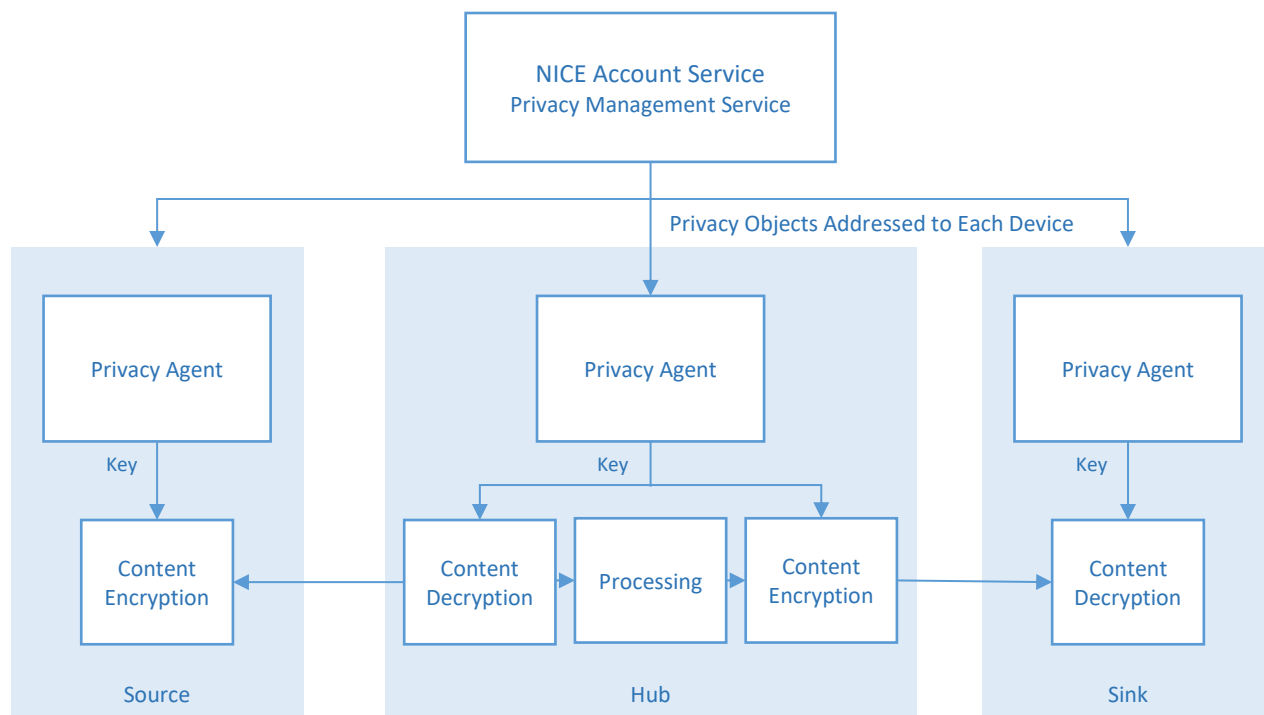 NICE Account Service
Privacy Management Service
Privacy Objects Addressed to Each Device
Privacy Agent
Privacy Agent
Privacy Agent
Key
Key
Key
Content
Encryption
Content
Decryption
Processing
Content
Encryption
Content
Decryption
Source
Hub
Sink